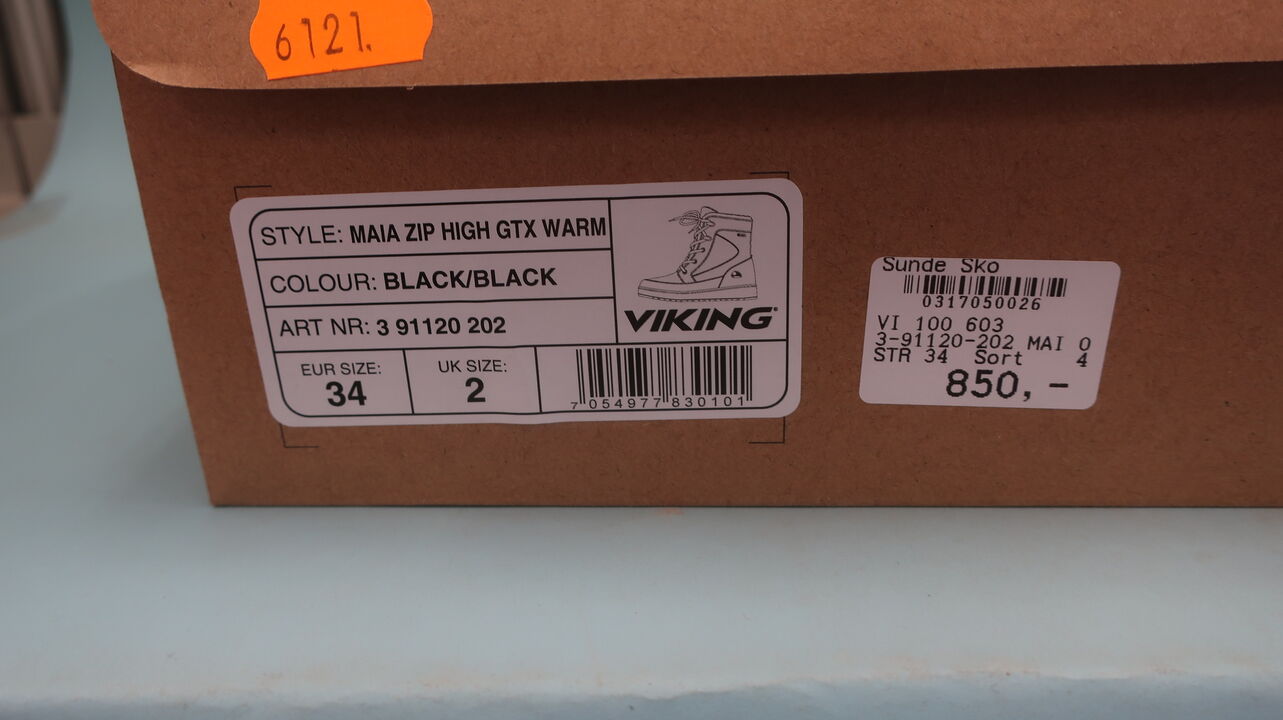 6121.
STYLE: MAIA ZIP HIGH GTX WARM
COLOUR: BLACK/BLACK
ART NR: 3 91120 202
VIKING
EUR SIZE:
34
UK SIZE:
2
7 054977 830101
Sunde Sko
0317050026
VI 100 603
3-91120-202 MAI 0
STR 34 Sort 4
850,-